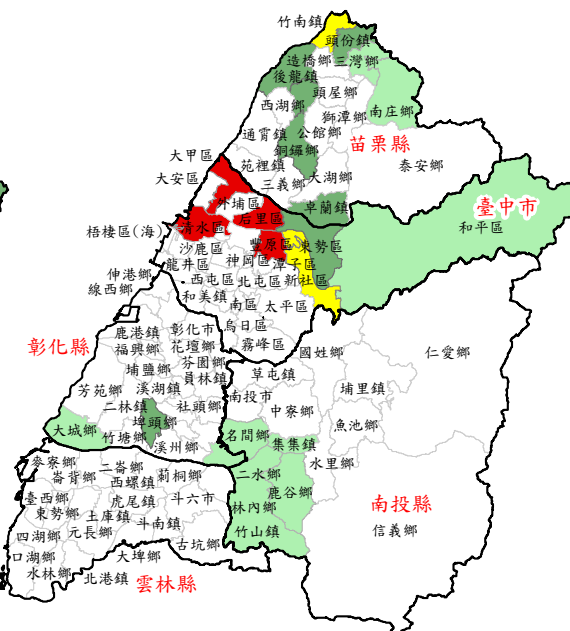 竹南鎮
頭份鎮
造橋鄉
三灣鄉
後龍鎮
頭屋鄉
西湖鄉
南庄鄉
獅潭鄉
通霄鎮
公館鄉
苗栗縣
銅鑼鄉
大甲區
苑裡鎮
泰安鄉
大安區
三義鄉
大湖鄉
外埔區
卓蘭鎮
臺中市
后里區
和平區
梧棲區(海)
清水區
豐原區
東勢區
沙鹿區
神岡區
潭子區
龍井區
伸港鄉
西屯區
北屯區
新社區
線西鄉
和美鎮
南區
太平區
鹿港鎮
彰化市
烏日區
彰化縣
福興鄉
花壇鄉
霧峰區
國姓鄉
仁愛鄉
埔鹽鄉
芬園鄉
員林鎮
草屯鎮
芳苑鄉
溪湖鎮
埔里鎮
南投市
二林鎮
社頭鄉
中寮鄉
埤頭鄉
魚池鄉
大城鄉
竹塘鄉
名間鄉
集集鎮
溪州鄉
水里鄉
麥寮鄉
二崙鄉
莿桐鄉
二水鄉
崙背鄉
西螺鎮
鹿谷鄉
臺西鄉
虎尾鎮
斗六市
林內鄉
南投縣
東勢鄉
土庫鎮
斗南鎮
竹山鎮
信義鄉
四湖鄉
元長鄉
古坑鄉
口湖鄉
大埤鄉
水林鄉
北港鎮
雲林縣